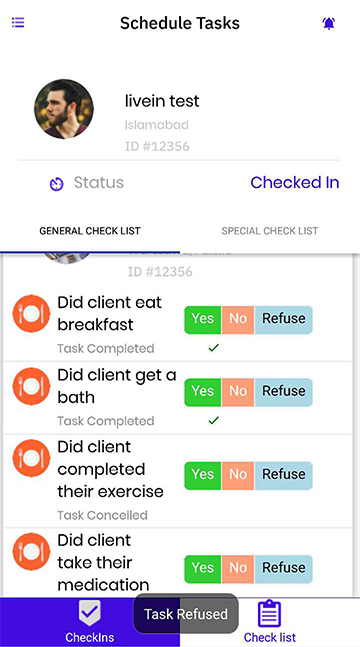 Schedule Tasks
livein test
Islamabad
ID #12356
Status
Checked In
GENERAL CHECK LIST
SPECIAL CHECK LIST
ID #12356
Did client eat
breakfast
Yes No Refuse
Task Completed
Did client get a
bath
Yes No Refuse
Task Completed
Did client
completed
their exercise
Yes No Refuse
Task Concelled
Did client
take their
medication
Yes No Refuse
Task Refused
CheckIns
Check list